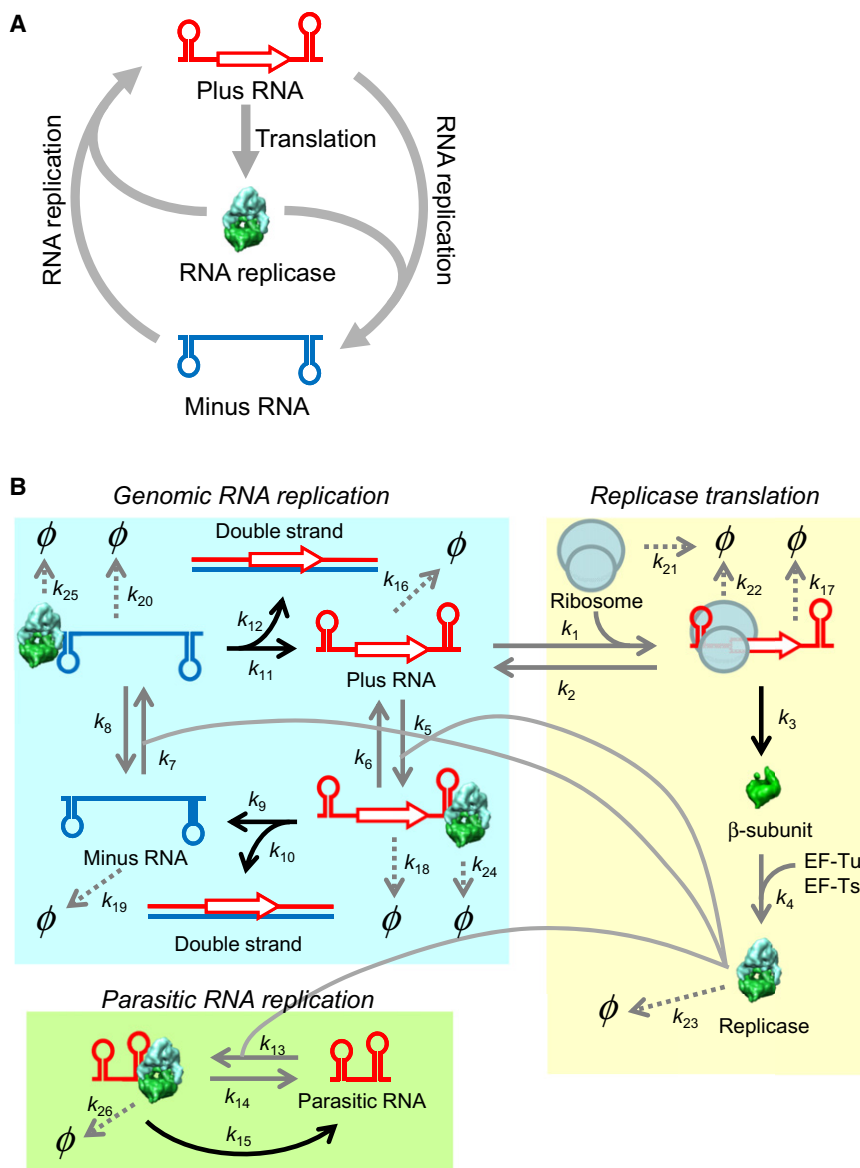 A
Plus RNA
Translation
RNA replication
RNA replication
RNA replicase
Minus RNA
B
Genomic RNA replication
Replicase translation
Double strand
ϕ
ϕ
ϕ
ϕ
ϕ
k25
k20
k16
k21
k22
k17
Ribosome
k12
k11
k1
Plus RNA
k2
k8
k7
k6
k5
k3
k9
β-subunit
Minus RNA
k10
k18
k24
EF-Tu
EF-Ts
k19
k4
ϕ
ϕ
ϕ
Double strand
Parasitic RNA replication
ϕ
k23
Replicase
k13
k14
Parasitic RNA
k26
ϕ
k15